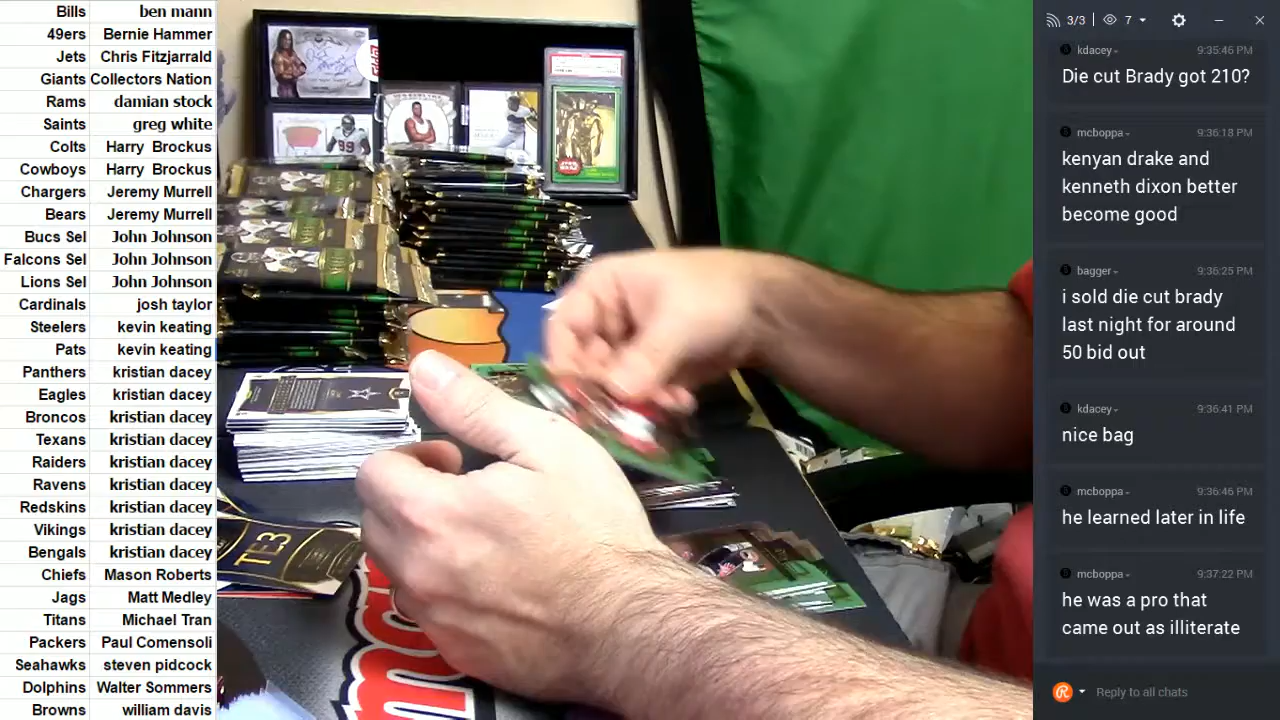 Bills ben mann
49ers Bernie Hammer
Jets Chris Fitzjarrald
Giants Collectors Nation
Rams damian stock
Saints greg white
Colts Harry Brockus
Cowboys Harry Brockus
Chargers Jeremy Murrell
Bears Jeremy Murrell
Bucs Sel John Johnson
Falcons Sel John Johnson
Lions Sel John Johnson
Cardinals josh taylor
Steelers kevin keating
Pats kevin keating
Panthers kristian dacey
Eagles kristian dacey
Broncos kristian dacey
Texans kristian dacey
Raiders kristian dacey
Ravens kristian dacey
Redskins kristian dacey
Vikings kristian dacey
Bengals kristian dacey
Chiefs Mason Roberts
Jags Matt Medley
Titans Michael Tran
Packers Paul Comensoli
Seahawks steven pidcock
Dolphins Walter Sommers
Browns william davis
99
STAR WARS
TE3
3/3 7
kdacey 9:35:46 PM
Die cut Brady got 210?
mcboppa 9:36:18 PM
kenyan drake and
kenneth dixon better
become good
bagger 9:36:25 PM
i sold die cut brady
last night for around
50 bid out
kdacey 9:36:41 PM
nice bag
mcboppa 9:36:46 PM
he learned later in life
mcboppa 9:37:22 PM
he was a pro that
came out as illiterate
Reply to all chats